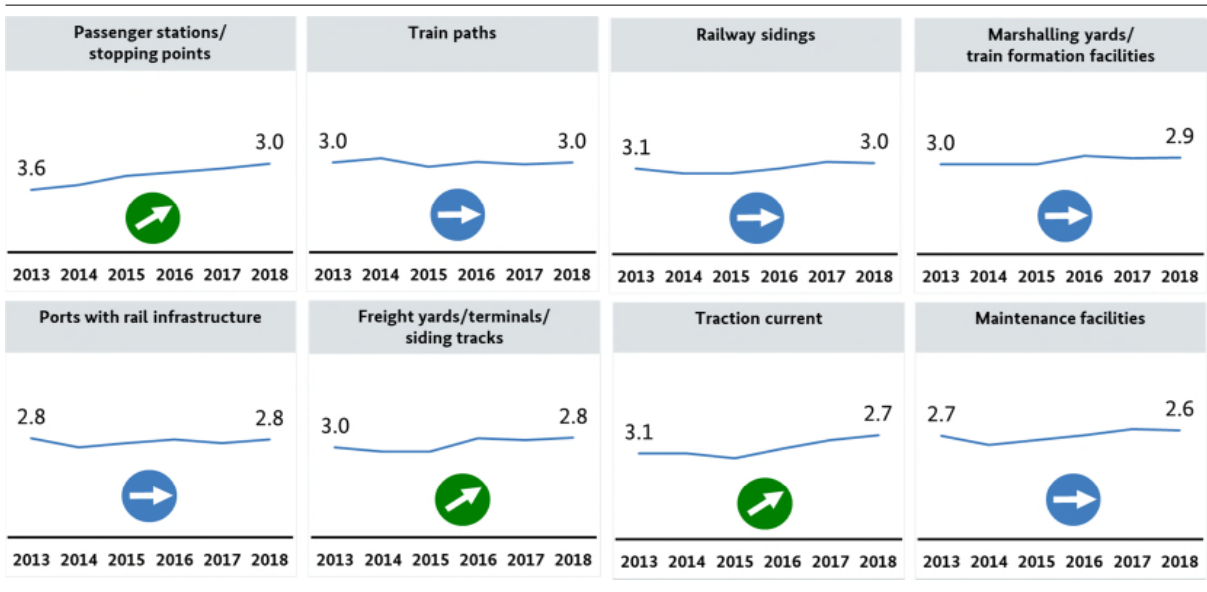 Passenger stations/
stopping points
3.6
3.0
2013 2014 2015 2016 2017 2018
Train paths
3.0
3.0
2013 2014 2015 2016 2017 2018
Railway sidings
3.1
3.0
2013 2014 2015 2016 2017 2018
Marshalling yards/
train formation facilities
3.0
2.9
2013 2014 2015 2016 2017 2018
Ports with rail infrastructure
2.8
2.8
2013 2014 2015 2016 2017 2018
Freight yards/terminals/
siding tracks
3.0
2.8
2013 2014 2015 2016 2017 2018
Traction current
3.1
2.7
2013 2014 2015 2016 2017 2018
Maintenance facilities
2.7
2.6
2013 2014 2015 2016 2017 2018